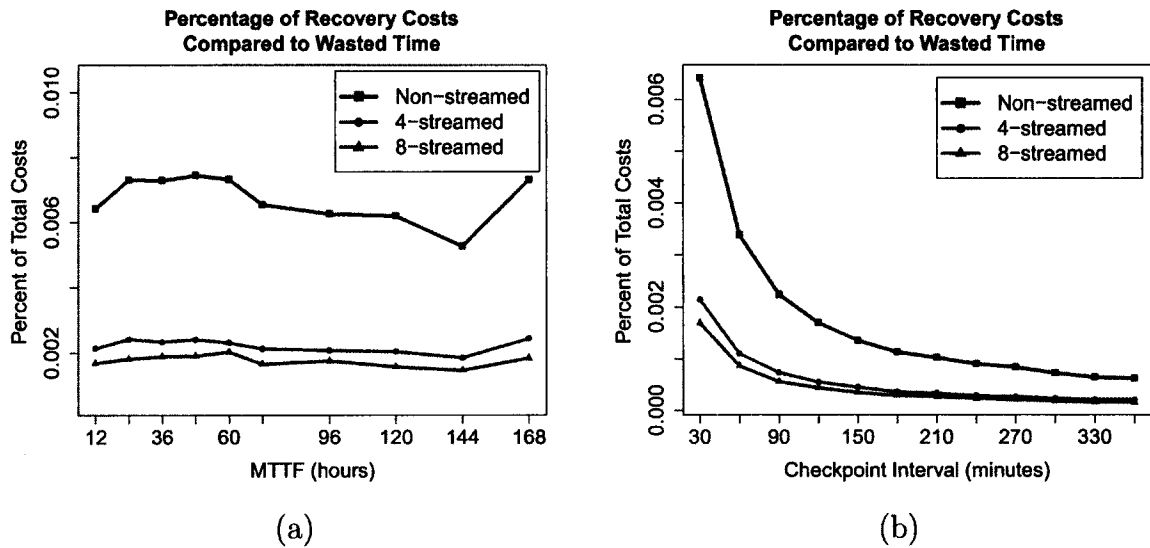 Percentage of Recovery Costs
Compared to Wasted Time
Percent of Total Costs
0.010
0.006
0.002
Non−streamed
4−streamed
8−streamed
12
36
60
96
120
144
168
MTTF (hours)
(a)
Percentage of Recovery Costs
Compared to Wasted Time
Percent of Total Costs
0.006
0.004
0.002
0.000
Non−streamed
4−streamed
8−streamed
30
90
150
210
270
330
Checkpoint Interval (minutes)
(b)